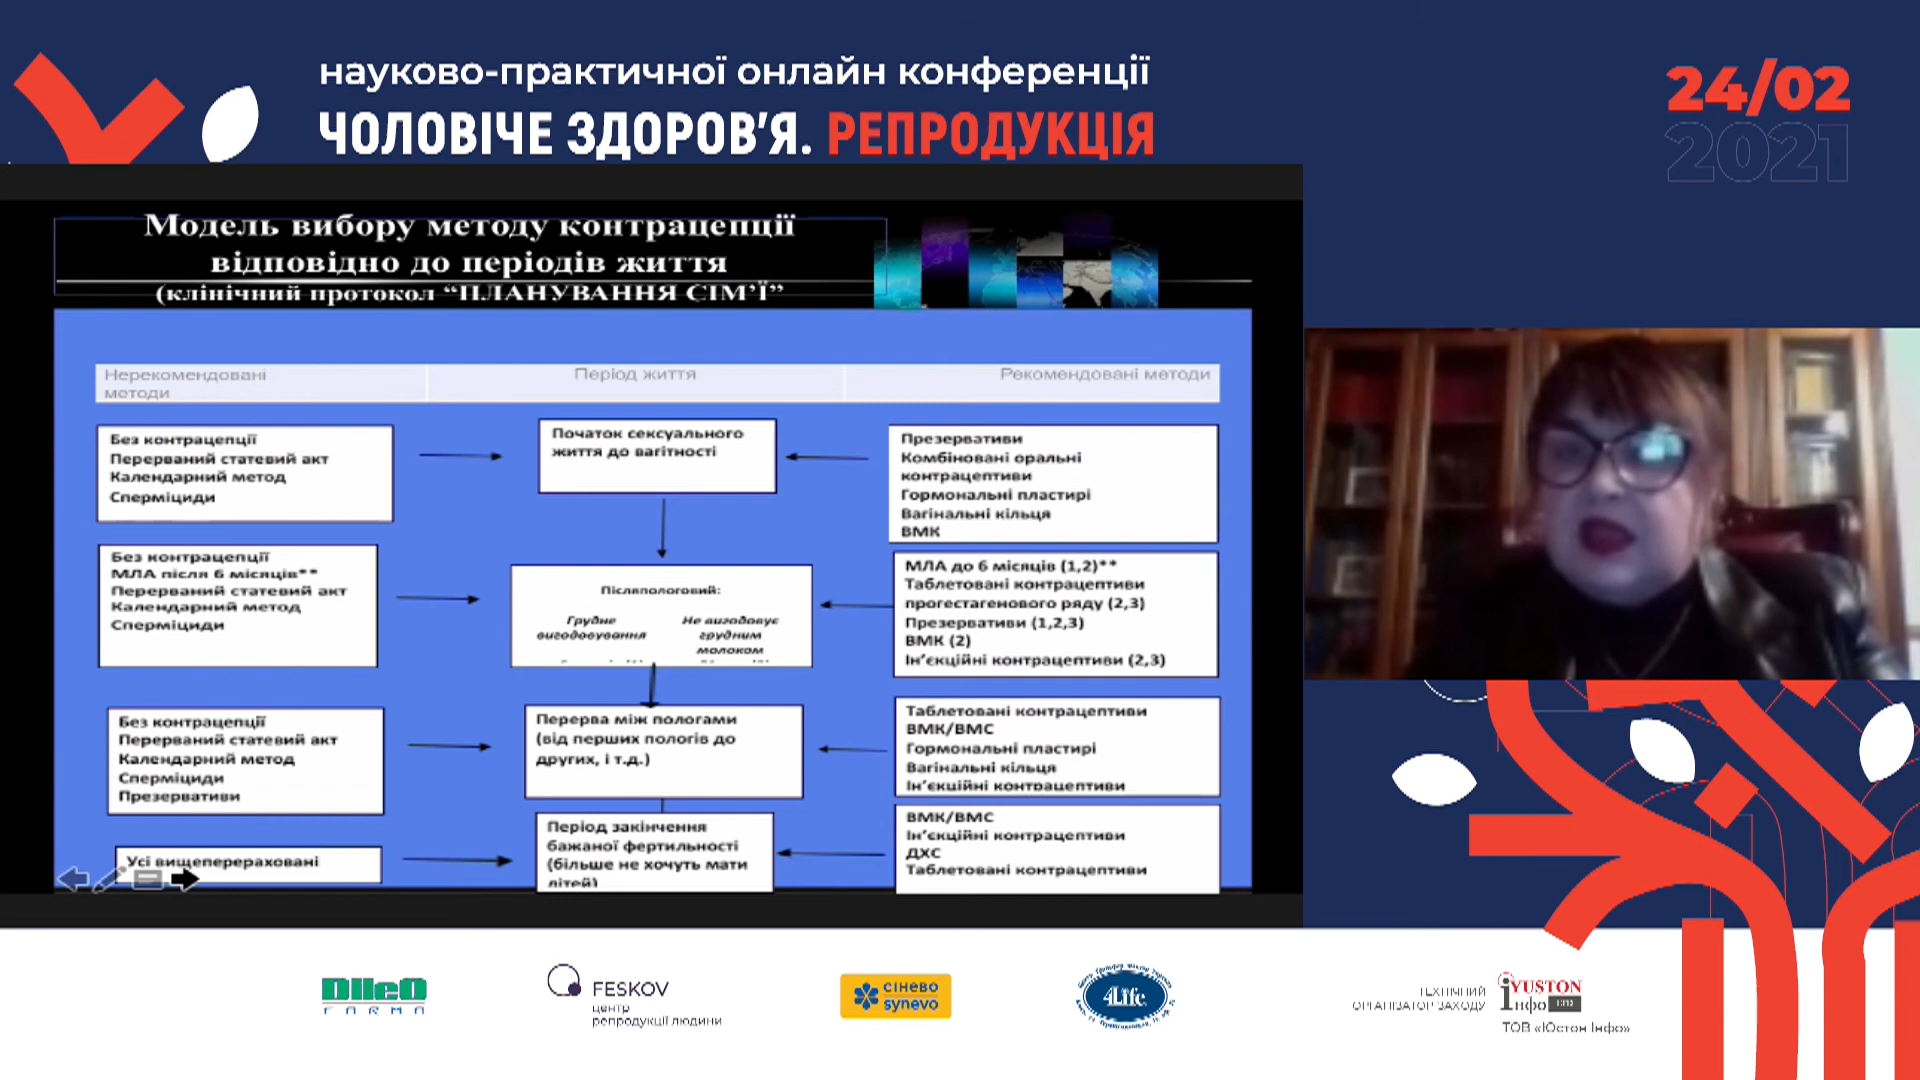 науково-практичної онлайн конференції
ЧОЛОВІЧЕ ЗДОРОВ'Я. РЕПРОДУКЦІЯ
24/02
2021
Модель вибору методу контрацепції
відповідно до періодів життя
(клінічний протокол “ПЛАНУВАННЯ СІМ’Ї”
Нерекомендовані
методи
Період життя
Рекомендовані методи
Без контрацепції
Перерваний статевий акт
Календарний метод
Сперміциди
Початок сексуального
життя до вагітності
Презервативи
Комбіновані оральні
контрацептиви
Гормональні пластирі
Вагінальні кільця
ВМК
Без контрацепції
МЛА після 6 місяців**
Перерваний статевий акт
Календарний метод
Сперміциди
Післяпологовий:
Грудне
вигодовування
Не вигодовує
грудним
молоком
МЛА до 6 місяців (1,2)**
Таблетовані контрацептиви
прогестагенового ряду (2,3)
Презервативи (1,2,3)
ВМК (2)
Ін’єкційні контрацептиви (2,3)
Без контрацепції
Перерваний статевий акт
Календарний метод
Сперміциди
Презервативи
Перерва між пологами
(від перших пологів до
других, і т.д.)
Таблетовані контрацептиви
ВМК/ВМС
Гормональні пластирі
Вагінальні кільця
Ін’єкційні контрацептиви
Усі вищеперераховані
Період закінчення
бажаної фертильності
(більше не хочуть мати
дітей)
ВМК/ВМС
Ін’єкційні контрацептиви
ДХС
Таблетовані контрацептиви
FARMA
FESKOV
центр
репродукції людини
сінево
synevo
4Life
ТЕХНІЧНИЙ
ОРГАНІЗАТОР ЗАХОДУ
YUSTON
Інфо
ТОВ «Юстон Інфо»